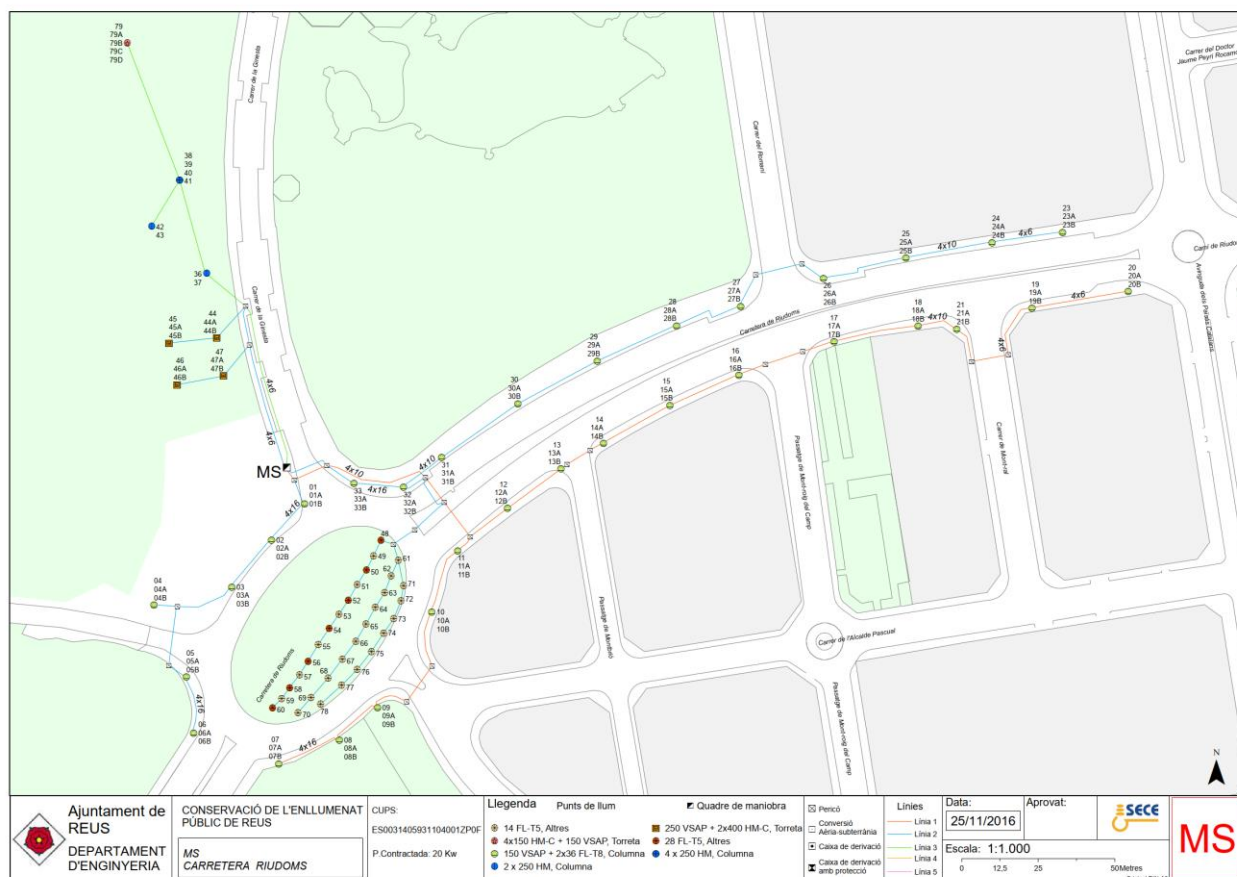 79
79A
79B
79C
79D
Carrer de la Ginesta
Carrer del Romaní
Carrer del Doctor
Jaume Peyri Rocamora
38
39
40
41
42
43
36
37
Carrer de la Ginesta
45
45A
45B
44
44A
44B
46
46A
46B
47
47A
47B
4x6
4x6
MS
23
23A
23B
24
24A
24B
4x6
25
25A
25B
4x10
Camí de Riudoms
26
26A
26B
27
27A
27B
28
28A
28B
Carretera de Riudoms
29
29A
29B
30
30A
30B
20
20A
20B
19
19A
19B
4x6
Avinguda dels Països Catalans
18
18A
18B
4x10
21
21A
21B
4x6
17
17A
17B
16
16A
16B
15
15A
15B
14
14A
14B
13
13A
13B
12
12A
12B
11
11A
11B
10
10A
10B
31
31A
31B
4x10
4x10
4x16
33
33A
33B
32
32A
32B
01
01A
01B
4x16
02
02A
02B
03
03A
03B
04
04A
04B
05
05A
05B
4x16
06
06A
06B
07
07A
07B
4x16
08
08A
08B
09
09A
09B
48
49
50
51
52
53
54
55
56
57
58
59
60
61
62
63
64
65
66
67
68
69
70
71
72
73
74
75
76
77
78
Carretera de Riudoms
Passatge de Montbrió
Passatge de Mont-roig del Camp
Carrer de Mont-ral
Carrer de l'Alcalde Pascual
Passatge de Mont-roig del Camp
N
Ajuntament de
REUS
DEPARTAMENT
D'ENGINYERIA
CONSERVACIÓ DE L'ENLLUMENAT
PÚBLIC DE REUS
MS
CARRETERA RIUDOMS
CUPS:
ES0031405931104001ZP0F
P.Contractada: 20 Kw
Llegenda
Punts de llum
Quadre de maniobra
14 FL-T5, Altres
4x150 HM-C + 150 VSAP, Torreta
150 VSAP + 2x36 FL-T8, Columna
2 x 250 HM, Columna
250 VSAP + 2x400 HM-C, Torreta
28 FL-T5, Altres
4 x 250 HM, Columna
Pericó
Conversió
Aèria-subterrània
Caixa de derivació
Caixa de derivació
amb protecció
Línies
Línia 1
Línia 2
Línia 3
Línia 4
Línia 5
Data:
25/11/2016
Aprovat:
SECE
Escala: 1:1.000
0 12,5 25 50 Metres
MS